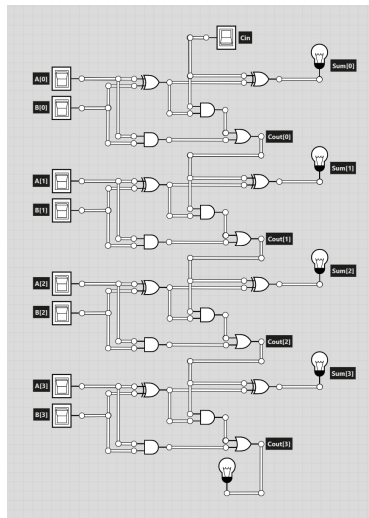 Cin
Sum[0]
A[0]
B[0]
Cout[0]
Sum[1]
A[1]
B[1]
Cout[1]
Sum[2]
A[2]
B[2]
Cout[2]
Sum[3]
A[3]
B[3]
Cout[3]